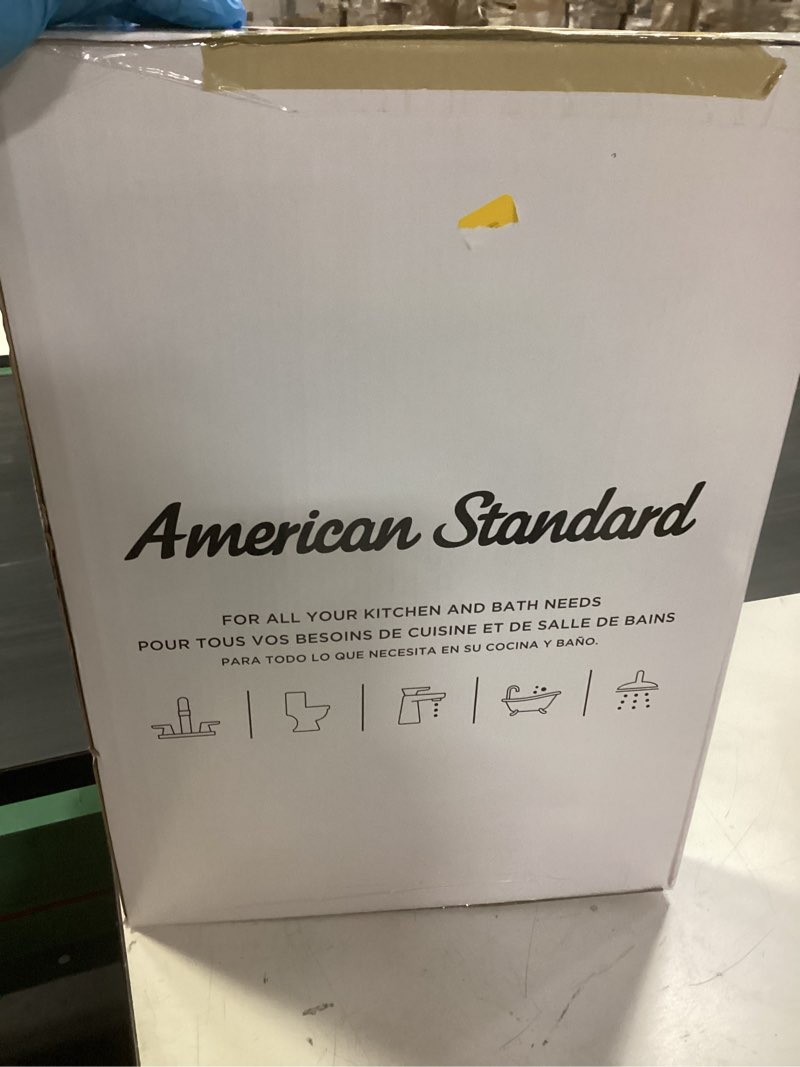 American Standard
FOR ALL YOUR KITCHEN AND BATH NEEDS
POUR TOUS VOS BESOINS DE CUISINE ET DE SALLE DE BAINS
PARA TODO LO QUE NECESITA EN SU COCINA Y BAÑO.